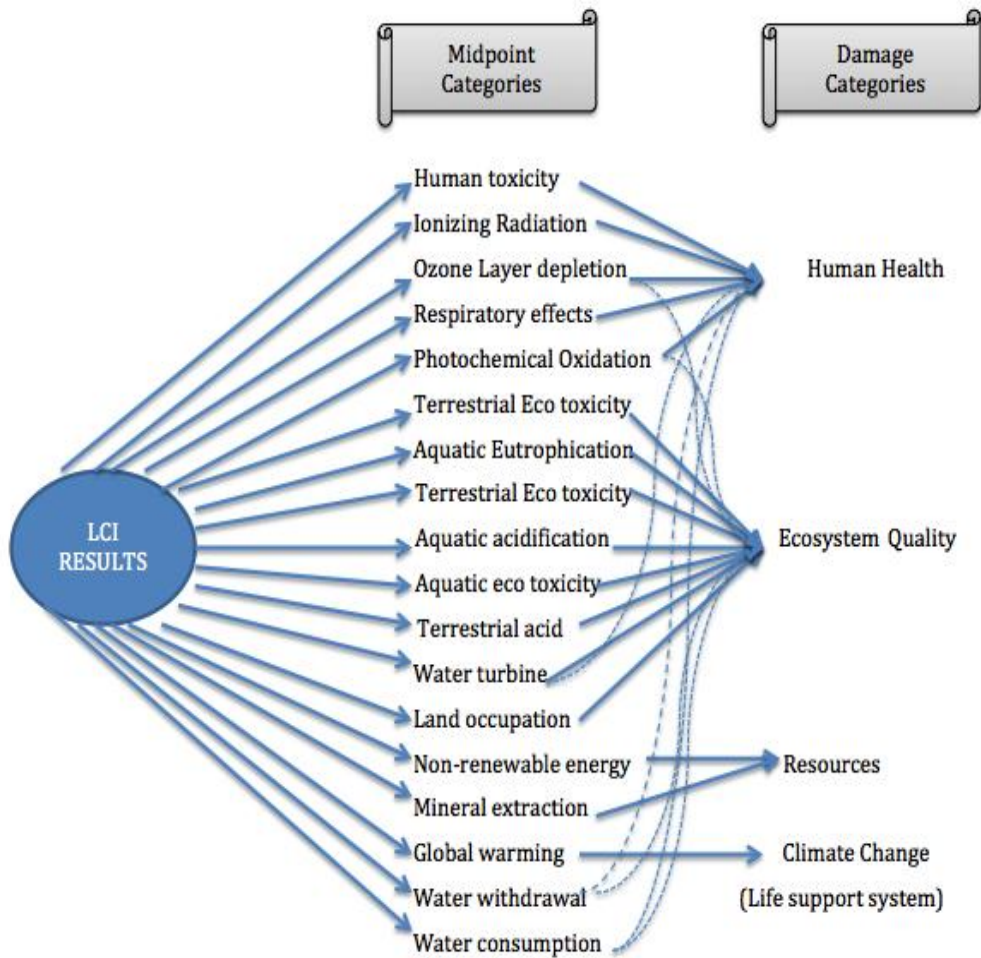 Midpoint
Categories
Damage
Categories
Human toxicity
Ionizing Radiation
Ozone Layer depletion
Human Health
Respiratory effects
Photochemical Oxidation
Terrestrial Eco toxicity
Aquatic Eutrophication
Terrestrial Eco toxicity
LCI
RESULTS
Aquatic acidification
Ecosystem Quality
Aquatic eco toxicity
Terrestrial acid
Water turbine
Land occupation
Non-renewable energy
Resources
Mineral extraction
Global warming
Climate Change
Water withdrawal
(Life support system)
Water consumption